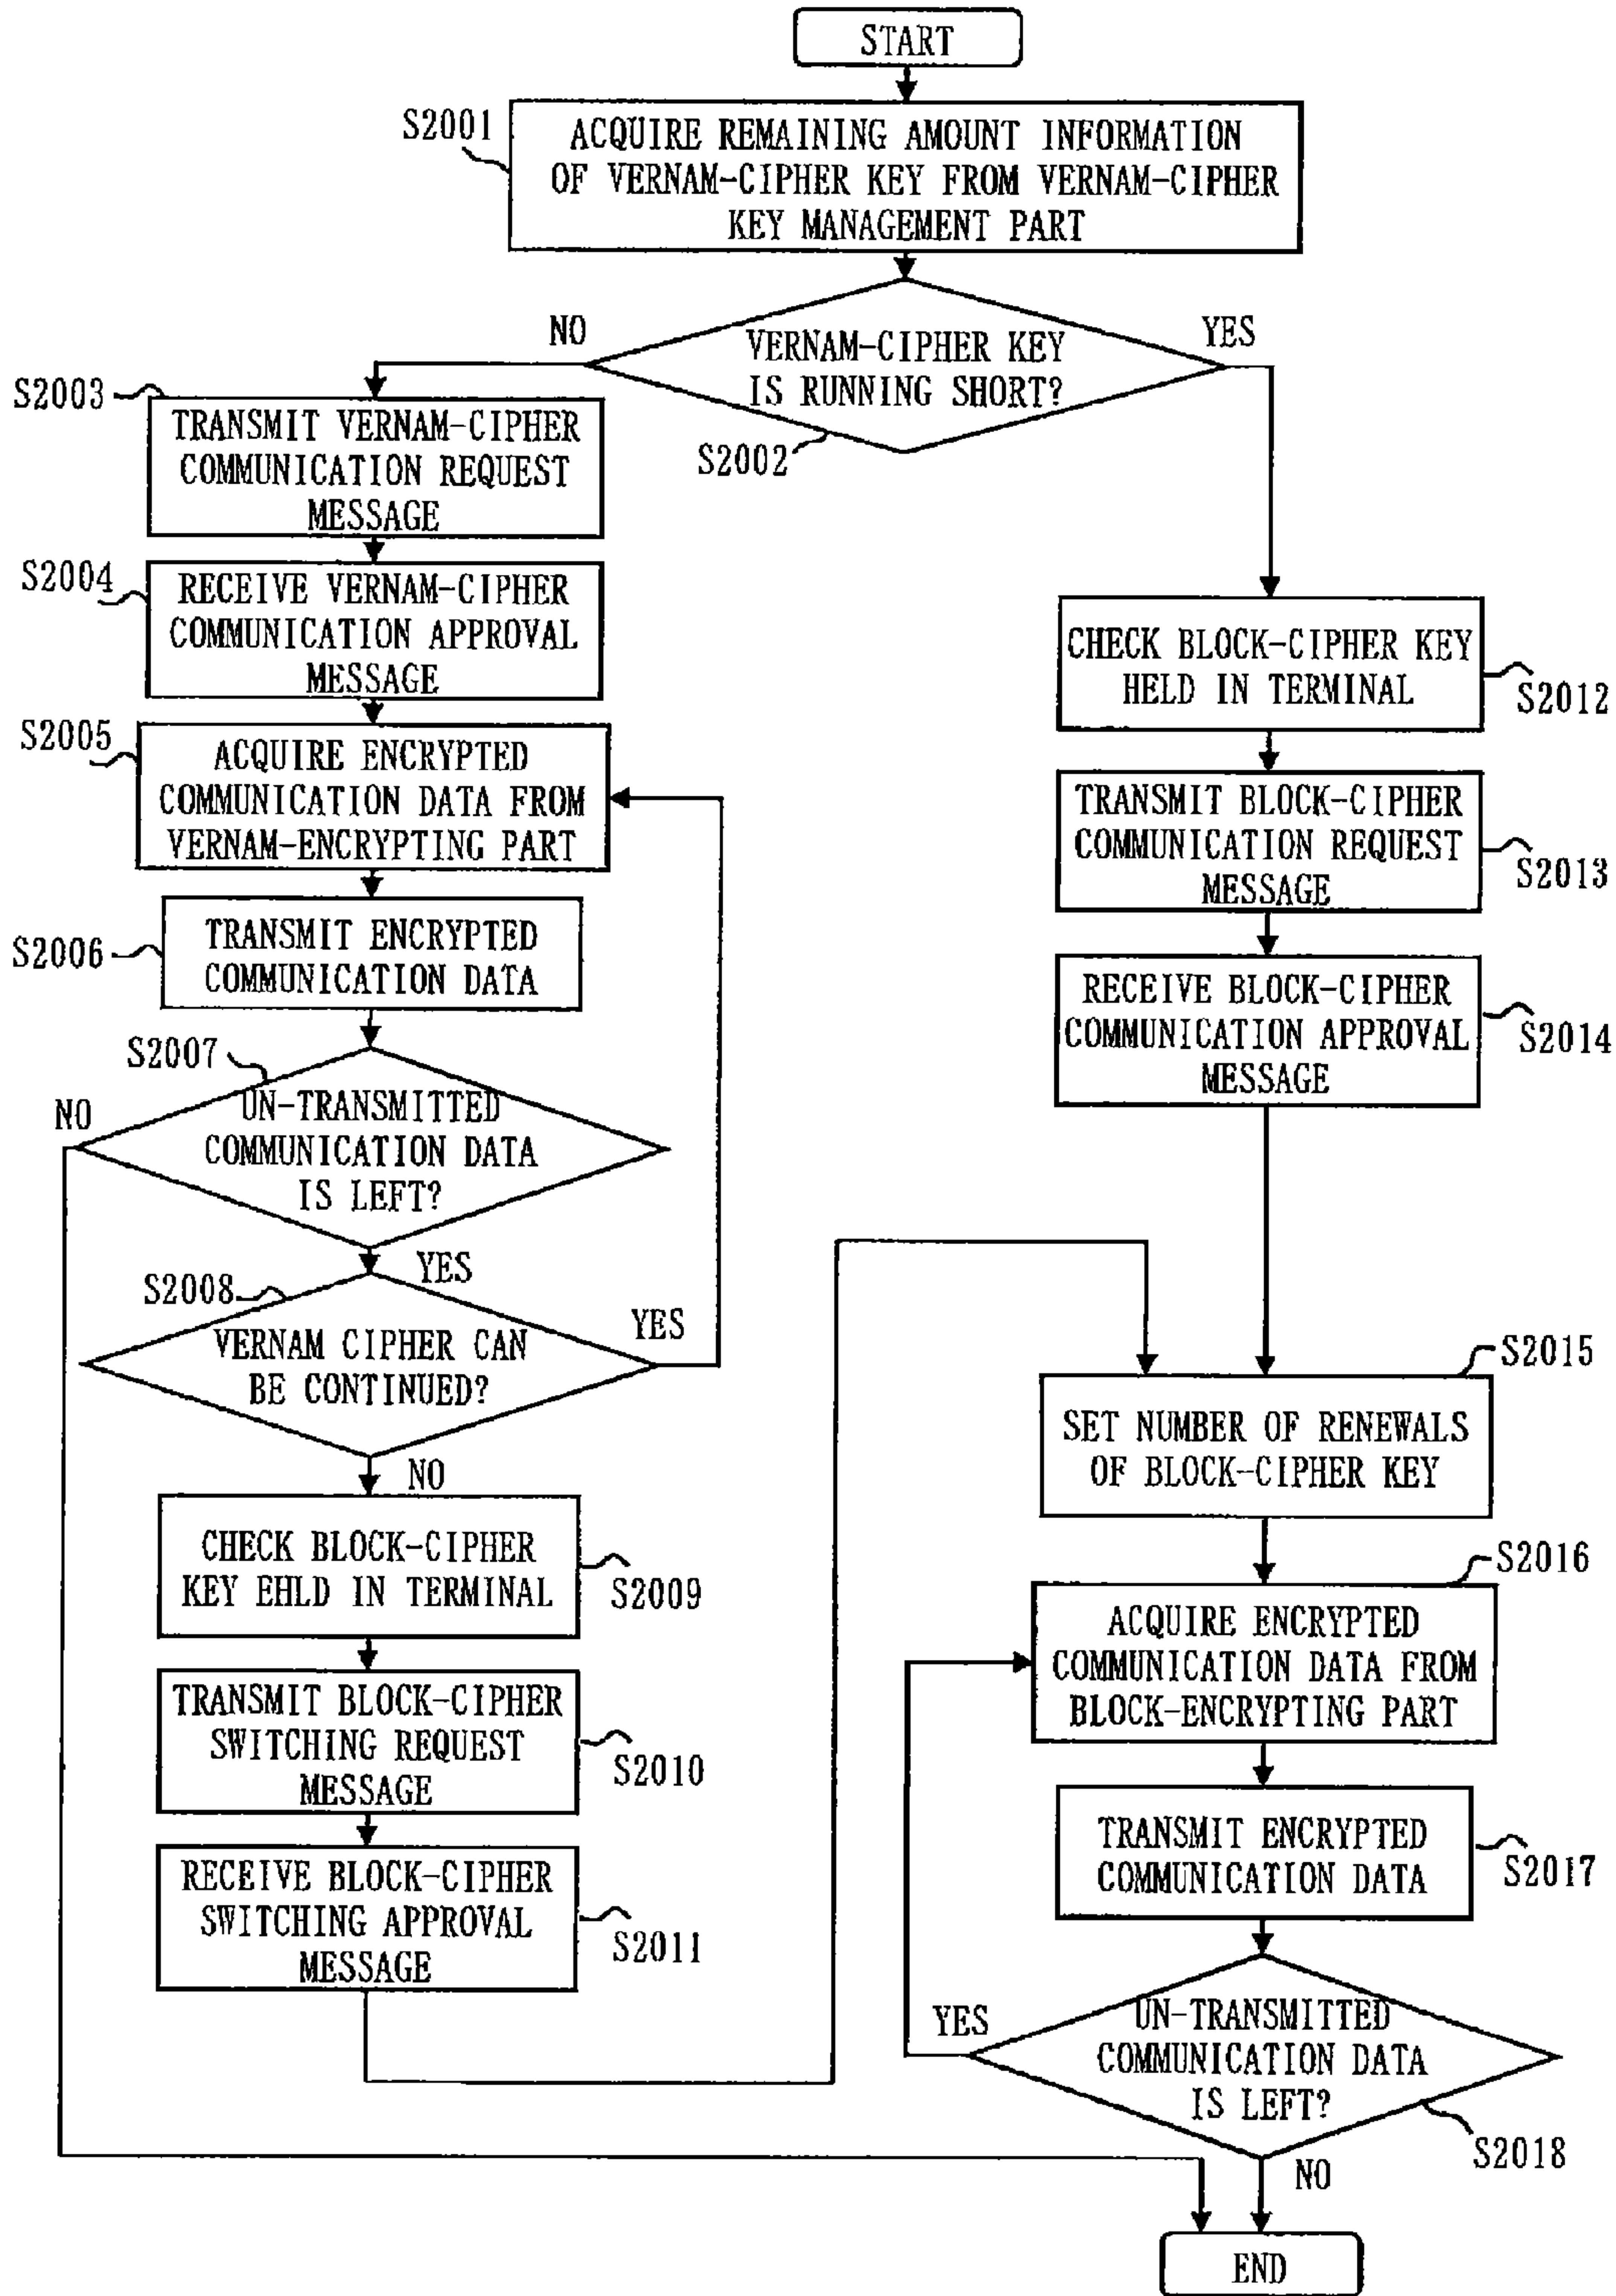 START
S2001
ACQUIRE REMAINING AMOUNT INFORMATION
OF VERNAM-CIPHER KEY FROM VERNAM-CIPHER
KEY MANAGEMENT PART
NO
YES
VERNAM-CIPHER KEY
IS RUNNING SHORT?
S2002
S2003
TRANSMIT VERNAM-CIPHER
COMMUNICATION REQUEST
MESSAGE
S2004
RECEIVE VERNAM-CIPHER
COMMUNICATION APPROVAL
MESSAGE
S2005
ACQUIRE ENCRYPTED
COMMUNICATION DATA FROM
VERNAM-ENCRYPTING PART
S2006
TRANSMIT ENCRYPTED
COMMUNICATION DATA
S2007
NO
UN-TRANSMITTED
COMMUNICATION DATA
IS LEFT?
YES
S2008
YES
VERNAM CIPHER CAN
BE CONTINUED?
NO
CHECK BLOCK-CIPHER
KEY EHLD IN TERMINAL
S2009
TRANSMIT BLOCK-CIPHER
SWITCHING REQUEST
MESSAGE
S2010
RECEIVE BLOCK-CIPHER
SWITCHING APPROVAL
MESSAGE
S2011
CHECK BLOCK-CIPHER KEY
HELD IN TERMINAL
S2012
TRANSMIT BLOCK-CIPHER
COMMUNICATION REQUEST
MESSAGE
S2013
RECEIVE BLOCK-CIPHER
COMMUNICATION APPROVAL
MESSAGE
S2014
S2015
SET NUMBER OF RENEWALS
OF BLOCK-CIPHER KEY
S2016
ACQUIRE ENCRYPTED
COMMUNICATION DATA FROM
BLOCK-ENCRYPTING PART
TRANSMIT ENCRYPTED
COMMUNICATION DATA
S2017
YES
UN-TRANSMITTED
COMMUNICATION DATA
IS LEFT?
S2018
NO
END